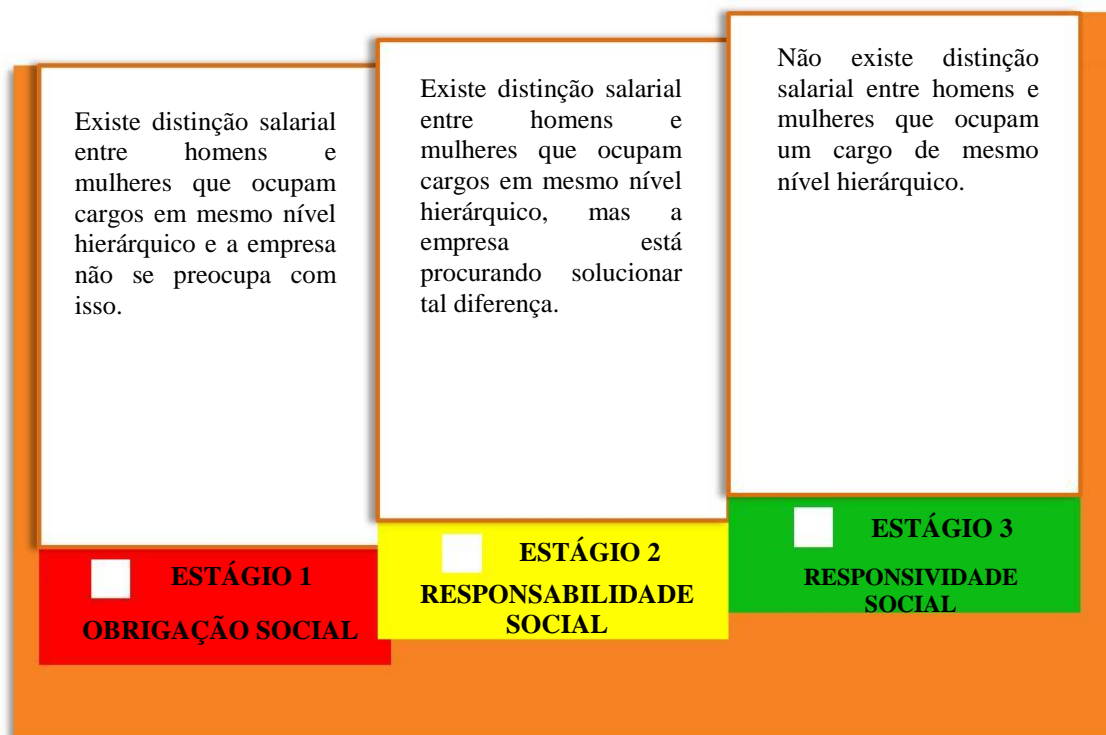 Existe distinção salarial
entre homens e
mulheres que ocupam
cargos em mesmo nível
hierárquico e a empresa
não se preocupa com
isso.
ESTÁGIO 1
OBRIGAÇÃO SOCIAL
Existe distinção salarial
entre homens e
mulheres que ocupam
cargos em mesmo nível
hierárquico, mas a
empresa está
procurando solucionar
tal diferença.
ESTÁGIO 2
RESPONSABILIDADE
SOCIAL
Não existe distinção
salarial entre homens e
mulheres que ocupam
um cargo de mesmo
nível hierárquico.
ESTÁGIO 3
RESPONSIVIDADE
SOCIAL